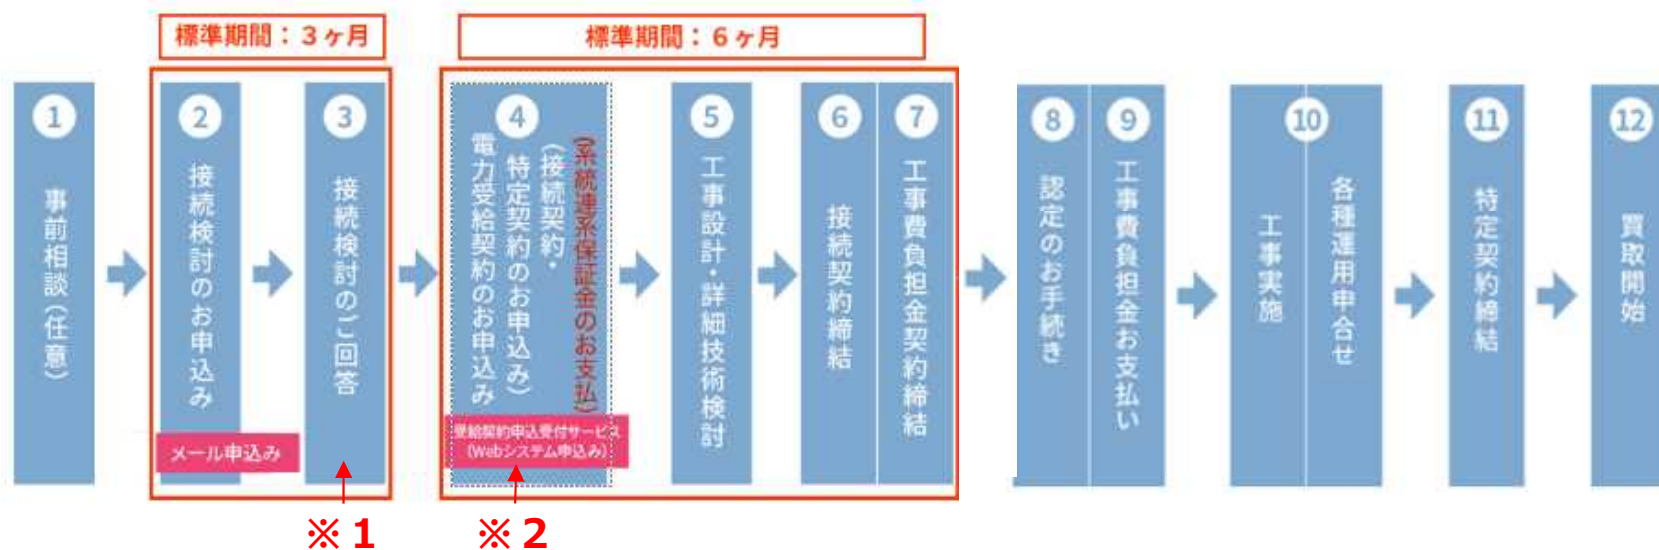 標準期間：３ヶ月
標準期間：６ヶ月
1
事前相談（任意）
2
接続検討のお申込み
メール申込み
3
接続検討のご回答
4
（系統連系保証金のお支払）
（接続契約・
特定契約のお申込み）
電力受給契約のお申込み
受給契約申込受付サービス
（Webシステム申込み）
5
工事設計・詳細技術検討
6
接続契約締結
7
工事費負担金契約締結
8
認定のお手続き
9
工事費負担金お支払い
10
各種運用申合せ
工事実施
11
特定契約締結
12
買取開始
※１
※２